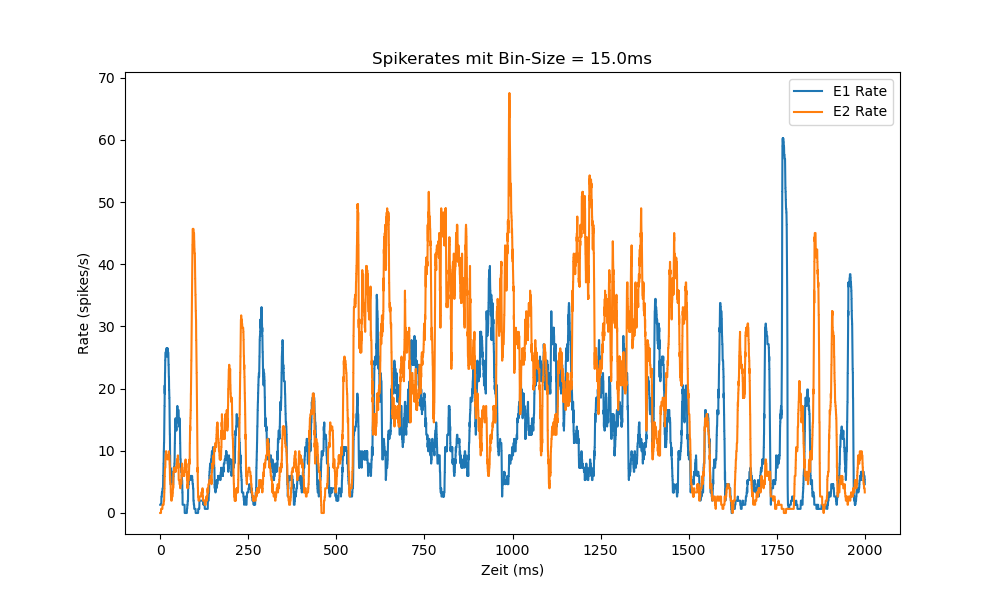 Spikerates mit Bin-Size = 15.0ms
E1 Rate
E2 Rate
Rate (spikes/s)
70
60
50
40
30
20
10
0
0 250 500 750 1000 1250 1500 1750 2000
Zeit (ms)